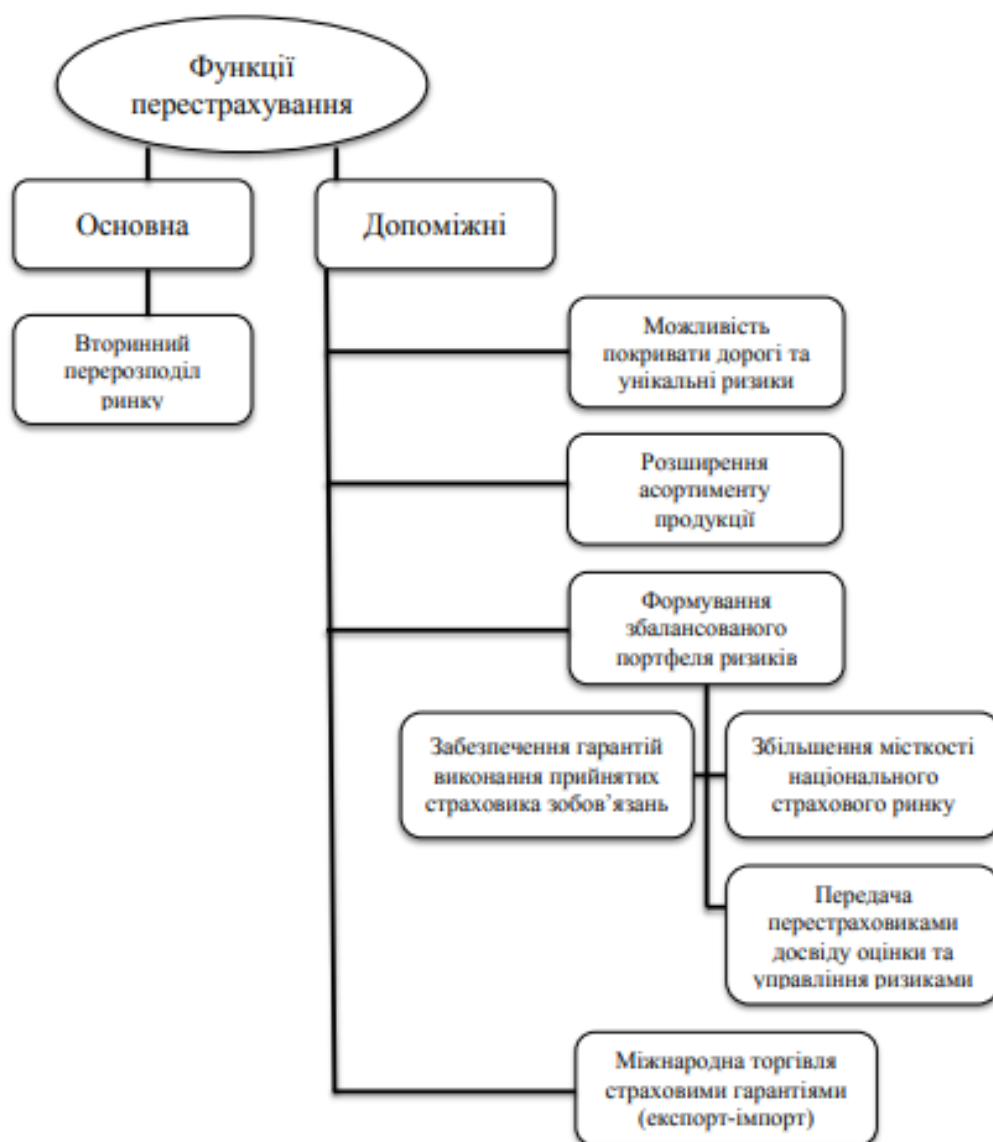 Функції
перестрахування
Основна
Допоміжні
Вторинний
перерозподіл
ринку
Можливість
покривати дорогі та
унікальні ризики
Розширення
асортименту
продукції
Формування
збалансованого
портфеля ризиків
Забезпечення гарантій
виконання прийнятих
страховика зобов’язань
Збільшення місткості
національного
страхового ринку
Передача
перестраховиками
досвіду оцінки та
управління ризиками
Міжнародна торгівля
страховими гарантіями
(експорт-імпорт)